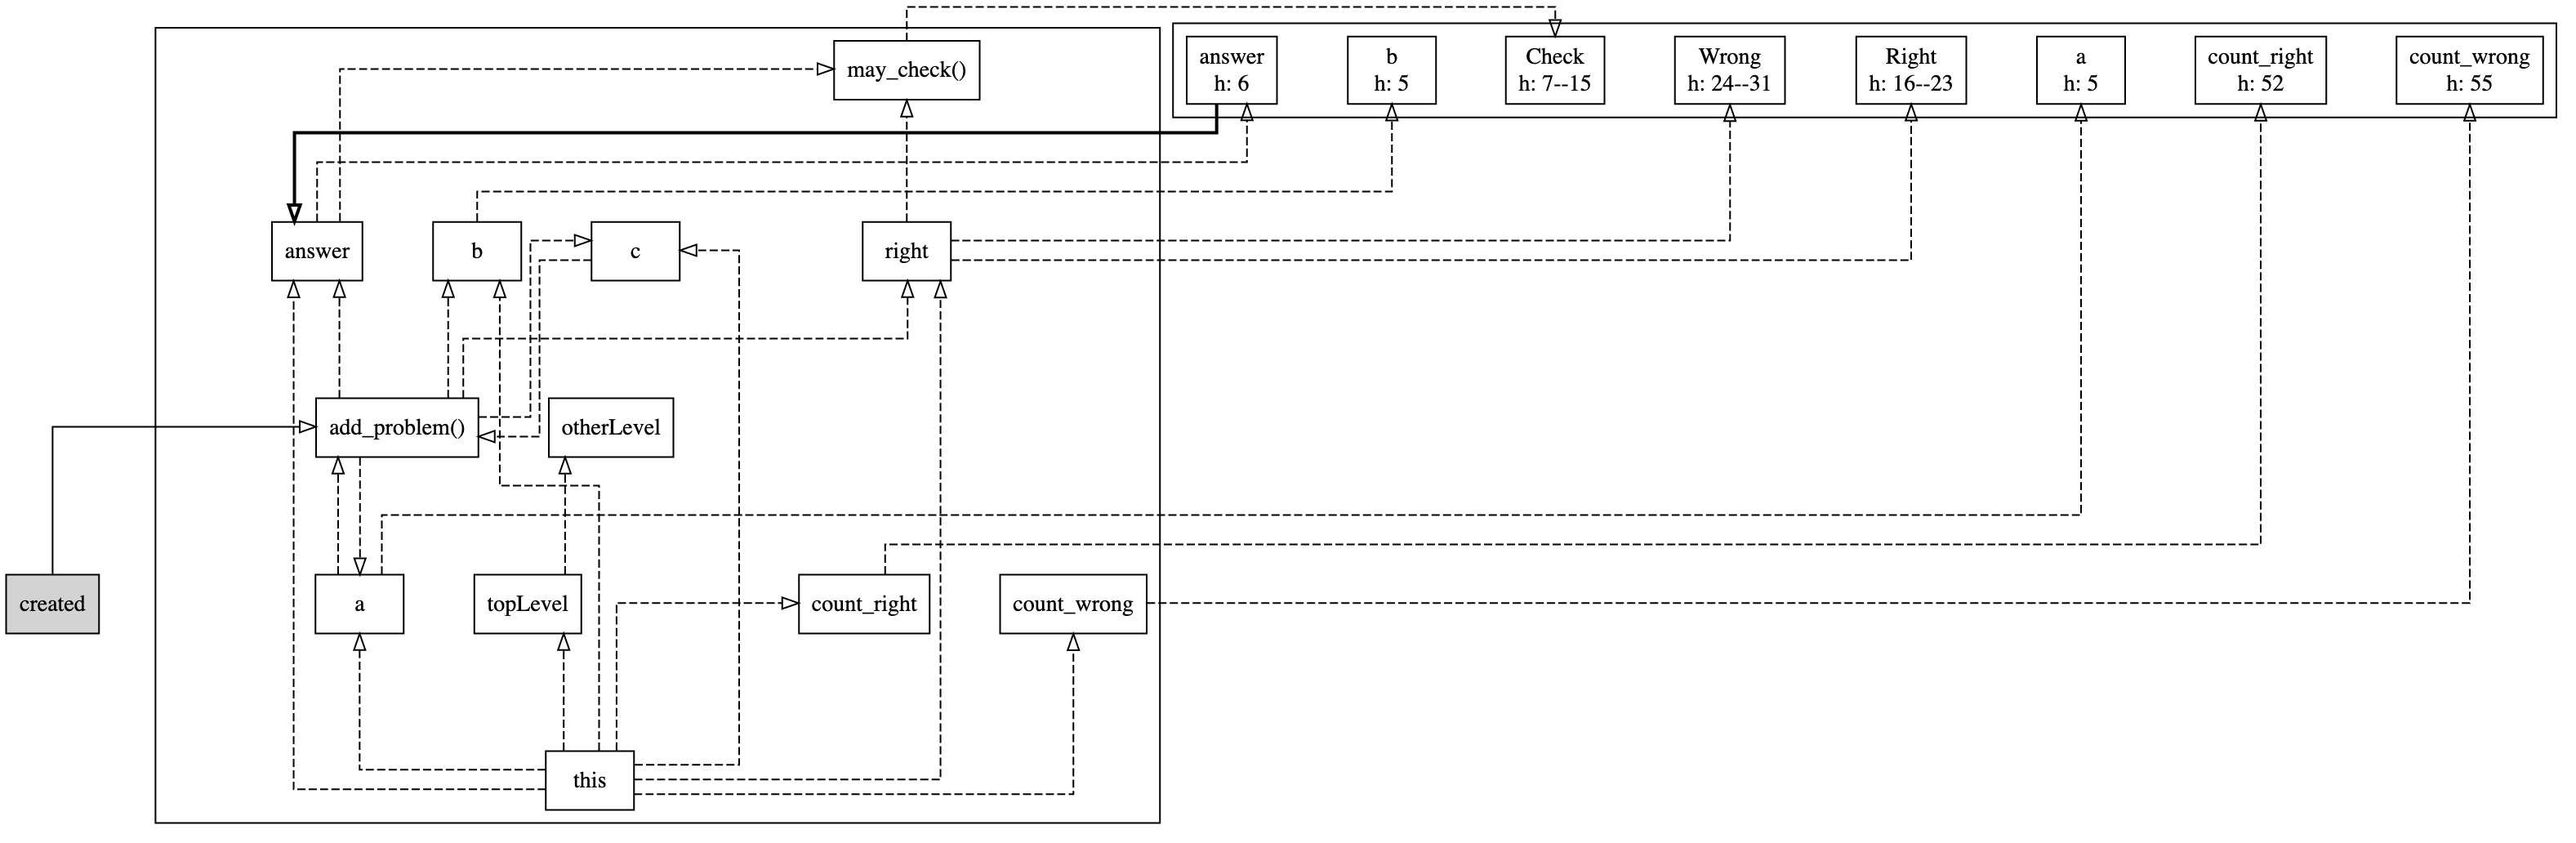 may_check()
answer
h: 6
b
h: 5
Check
h: 7--15
Wrong
h: 24--31
Right
h: 16--23
a
h: 5
count_right
h: 52
count_wrong
h: 55
answer
b
c
right
add_problem()
otherLevel
created
a
topLevel
count_right
count_wrong
this